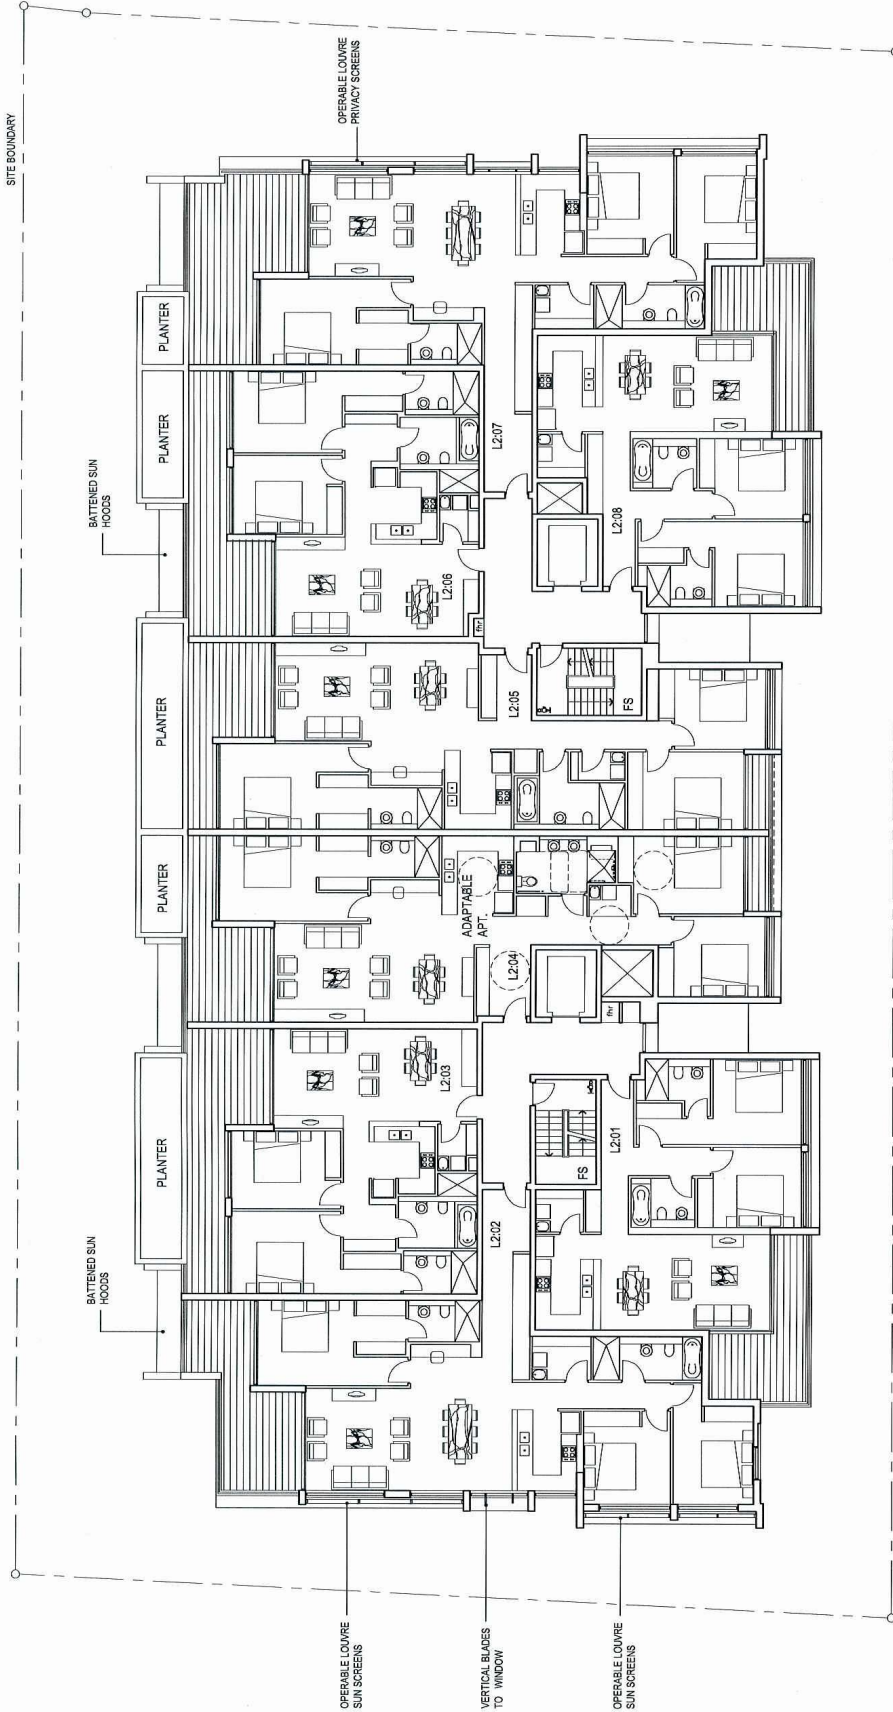 SITE BOUNDARY
BATTENED SUN
HOODS
BATTENED SUN
HOODS
PLANTER
PLANTER
PLANTER
PLANTER
PLANTER
OPERABLE LOUVRE
PRIVACY SCREENS
OPERABLE LOUVRE
SUN SCREENS
VERTICAL BLADES
TO WINDOW
OPERABLE LOUVRE
SUN SCREENS
L2:02
L2:03
ADAPTABLE
APT.
L2:04
L2:05
L2:06
L2:07
fhr
FS
L2:01
fhr
FS
L2:08